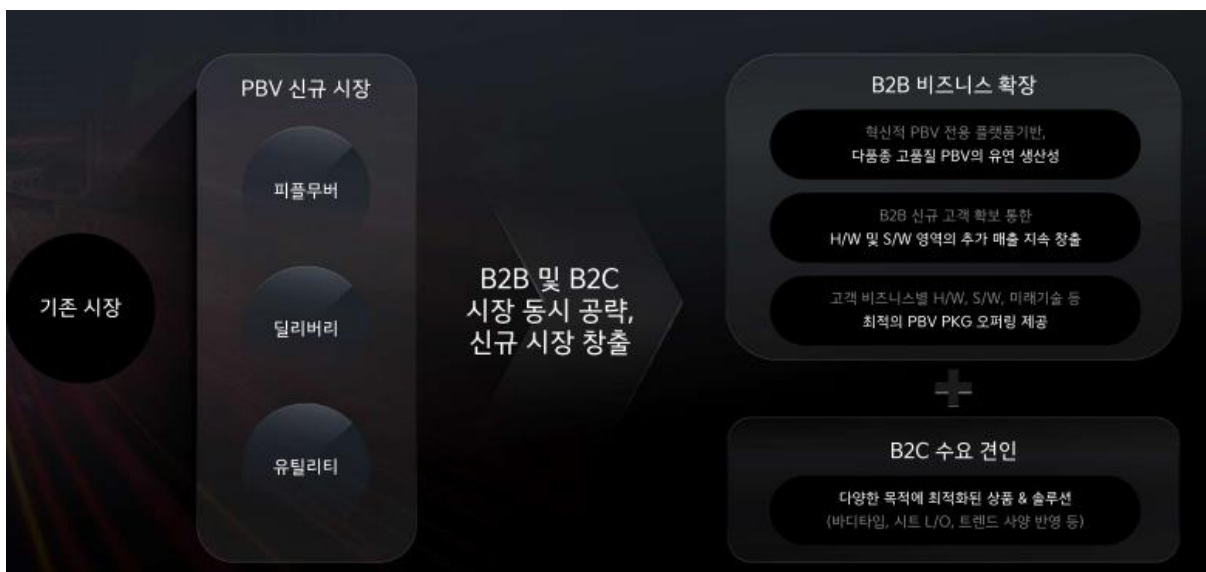 기존 시장
PBV 신규 시장
피플무버
딜리버리
유틸리티
B2B 및 B2C
시장 동시 공략,
신규 시장 창출
B2B 비즈니스 확장
혁신적 PBV 전용 플랫폼기반,
다품종 고품질 PBV의 유연 생산성
B2B 신규 고객 확보 통한
H/W 및 S/W 영역의 추가 매출 지속 창출
고객 비즈니스별 H/W, S/W, 미래기술 등
최적의 PBV PKG 오퍼링 제공
+
B2C 수요 견인
다양한 목적에 최적화된 상품 & 솔루션
(바디타입, 시트 L/O, 트렌드 사양 반영 등)